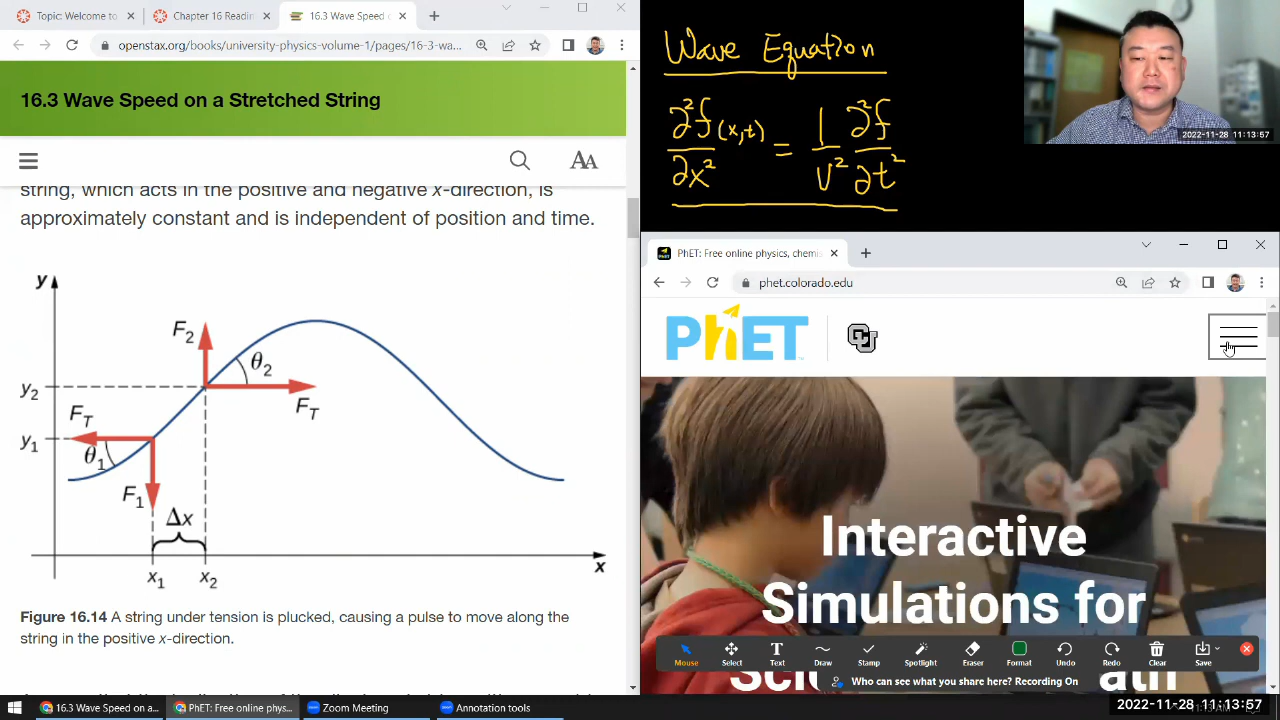 Topic: Welcome to
Chapter 16 Readin
16.3 Wave Speed o
openstax.org/books/university-physics-volume-1/pages/16-3-wa...
16.3 Wave Speed on a Stretched String
AA
string, which acts in the positive and negative x-direction, is
approximately constant and is independent of position and time.
y
F₂
θ₂
y₂
F_T
F_T
y₁
θ₁
F₁
Δx
x₁
x₂
x
Figure 16.14 A string under tension is plucked, causing a pulse to move along the
string in the positive x-direction.
Wave Equation
∂²f/∂x² (x,t) = 1/v² ∂²f/∂t²
2022-11-28 11:13:57
PhET: Free online physics, chem
phet.colorado.edu
PhET
CU
Interactive
Simulations for
Mouse
Select
Text
Draw
Stamp
Spotlight
Eraser
Format
Undo
Redo
Clear
Save
Who can see what you share here? Recording On
16.3 Wave Speed on a...
PhET: Free online phys...
Zoom Meeting
Annotation tools
2022-11-28 11:13:57